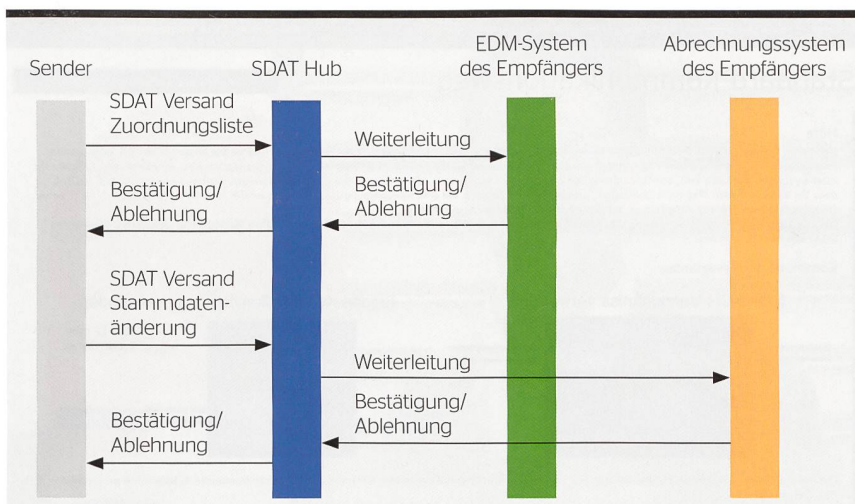 Sender
SDAT Hub
EDM-System
des Empfängers
Abrechnungssystem
des Empfängers
SDAT Versand
Zuordnungsliste
Weiterleitung
Bestätigung/
Ablehnung
Bestätigung/
Ablehnung
SDAT Versand
Stammdaten-
änderung
Weiterleitung
Bestätigung/
Ablehnung
Bestätigung/
Ablehnung